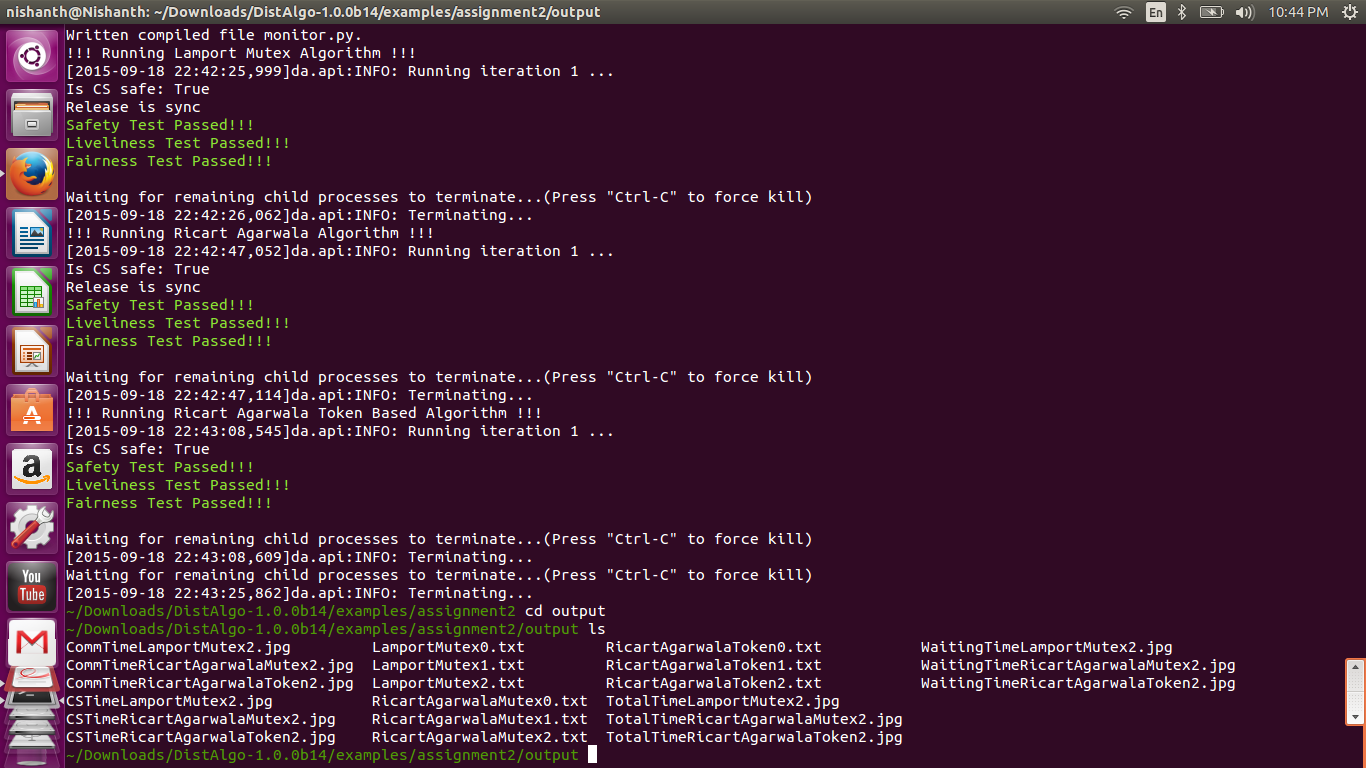 nishanth@Nishanth: ~/Downloads/DistAlgo-1.0.0b14/examples/assignment2/output
En
10:44 PM
Written compiled file monitor.py.
!!! Running Lamport Mutex Algorithm !!!
[2015-09-18 22:42:25,999]da.api:INFO: Running iteration 1 ...
Is CS safe: True
Release is sync
Safety Test Passed!!!
Liveliness Test Passed!!!
Fairness Test Passed!!!
Waiting for remaining child processes to terminate...(Press "Ctrl-C" to force kill)
[2015-09-18 22:42:26,062]da.api:INFO: Terminating...
!!! Running Ricart Agarwala Algorithm !!!
[2015-09-18 22:42:47,052]da.api:INFO: Running iteration 1 ...
Is CS safe: True
Release is sync
Safety Test Passed!!!
Liveliness Test Passed!!!
Fairness Test Passed!!!
Waiting for remaining child processes to terminate...(Press "Ctrl-C" to force kill)
[2015-09-18 22:42:47,114]da.api:INFO: Terminating...
!!! Running Ricart Agarwala Token Based Algorithm !!!
[2015-09-18 22:43:08,545]da.api:INFO: Running iteration 1 ...
Is CS safe: True
Safety Test Passed!!!
Liveliness Test Passed!!!
Fairness Test Passed!!!
Waiting for remaining child processes to terminate...(Press "Ctrl-C" to force kill)
[2015-09-18 22:43:08,609]da.api:INFO: Terminating...
Waiting for remaining child processes to terminate...(Press "Ctrl-C" to force kill)
[2015-09-18 22:43:25,862]da.api:INFO: Terminating...
~/Downloads/DistAlgo-1.0.0b14/examples/assignment2 cd output
~/Downloads/DistAlgo-1.0.0b14/examples/assignment2/output ls
CommTimeLamportMutex2.jpg LamportMutex0.txt RicartAgarwalaToken0.txt WaitingTimeLamportMutex2.jpg
CommTimeRicartAgarwalaMutex2.jpg LamportMutex1.txt RicartAgarwalaToken1.txt WaitingTimeRicartAgarwalaMutex2.jpg
CommTimeRicartAgarwalaToken2.jpg LamportMutex2.txt RicartAgarwalaToken2.txt WaitingTimeRicartAgarwalaToken2.jpg
CSTimeLamportMutex2.jpg RicartAgarwalaMutex0.txt TotalTimeLamportMutex2.jpg
CSTimeRicartAgarwalaMutex2.jpg RicartAgarwalaMutex1.txt TotalTimeRicartAgarwalaMutex2.jpg
CSTimeRicartAgarwalaToken2.jpg RicartAgarwalaMutex2.txt TotalTimeRicartAgarwalaToken2.jpg
~/Downloads/DistAlgo-1.0.0b14/examples/assignment2/output
a
You
Tube